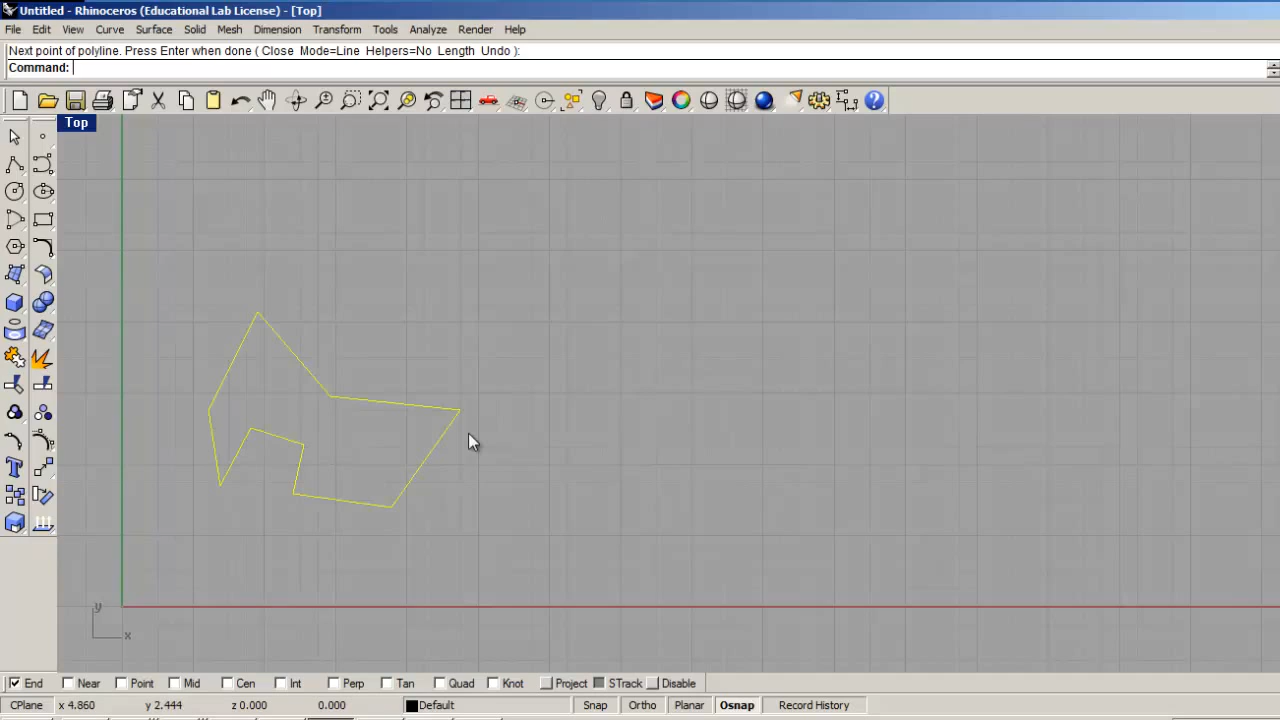 Untitled - Rhinoceros (Educational Lab License) - [Top]
File Edit View Curve Surface Solid Mesh Dimension Transform Tools Analyze Render Help
Next point of polyline. Press Enter when done ( Close Mode=Line Helpers=No Length Undo ):
Command:
Top
y
x
End Near Point Mid Cen Int Perp Tan Quad Knot Project STrack Disable
CPlane x 4.860 y 2.444 z 0.000 0.000 Default Snap Ortho Planar Osnap Record History